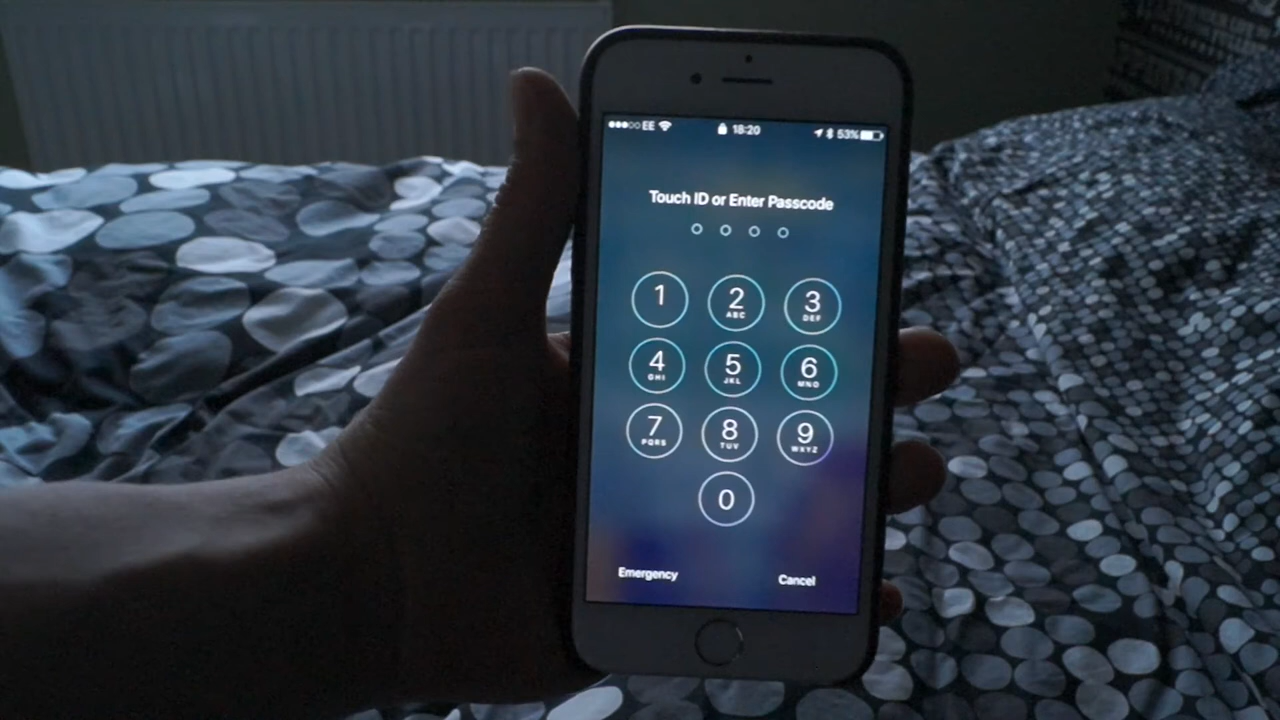 EE 18:20 53%
Touch ID or Enter Passcode
1 2 3
ABC DEF
4 5 6
GHI JKL MNO
7 8 9
PQRS TUV WXYZ
0
Emergency Cancel